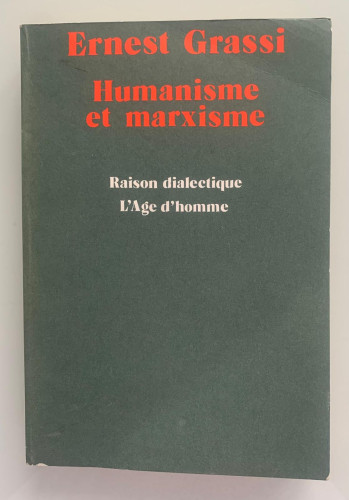 Ernest Grassi
Humanisme
et marxisme
Raison dialectique
L'Age d'homme